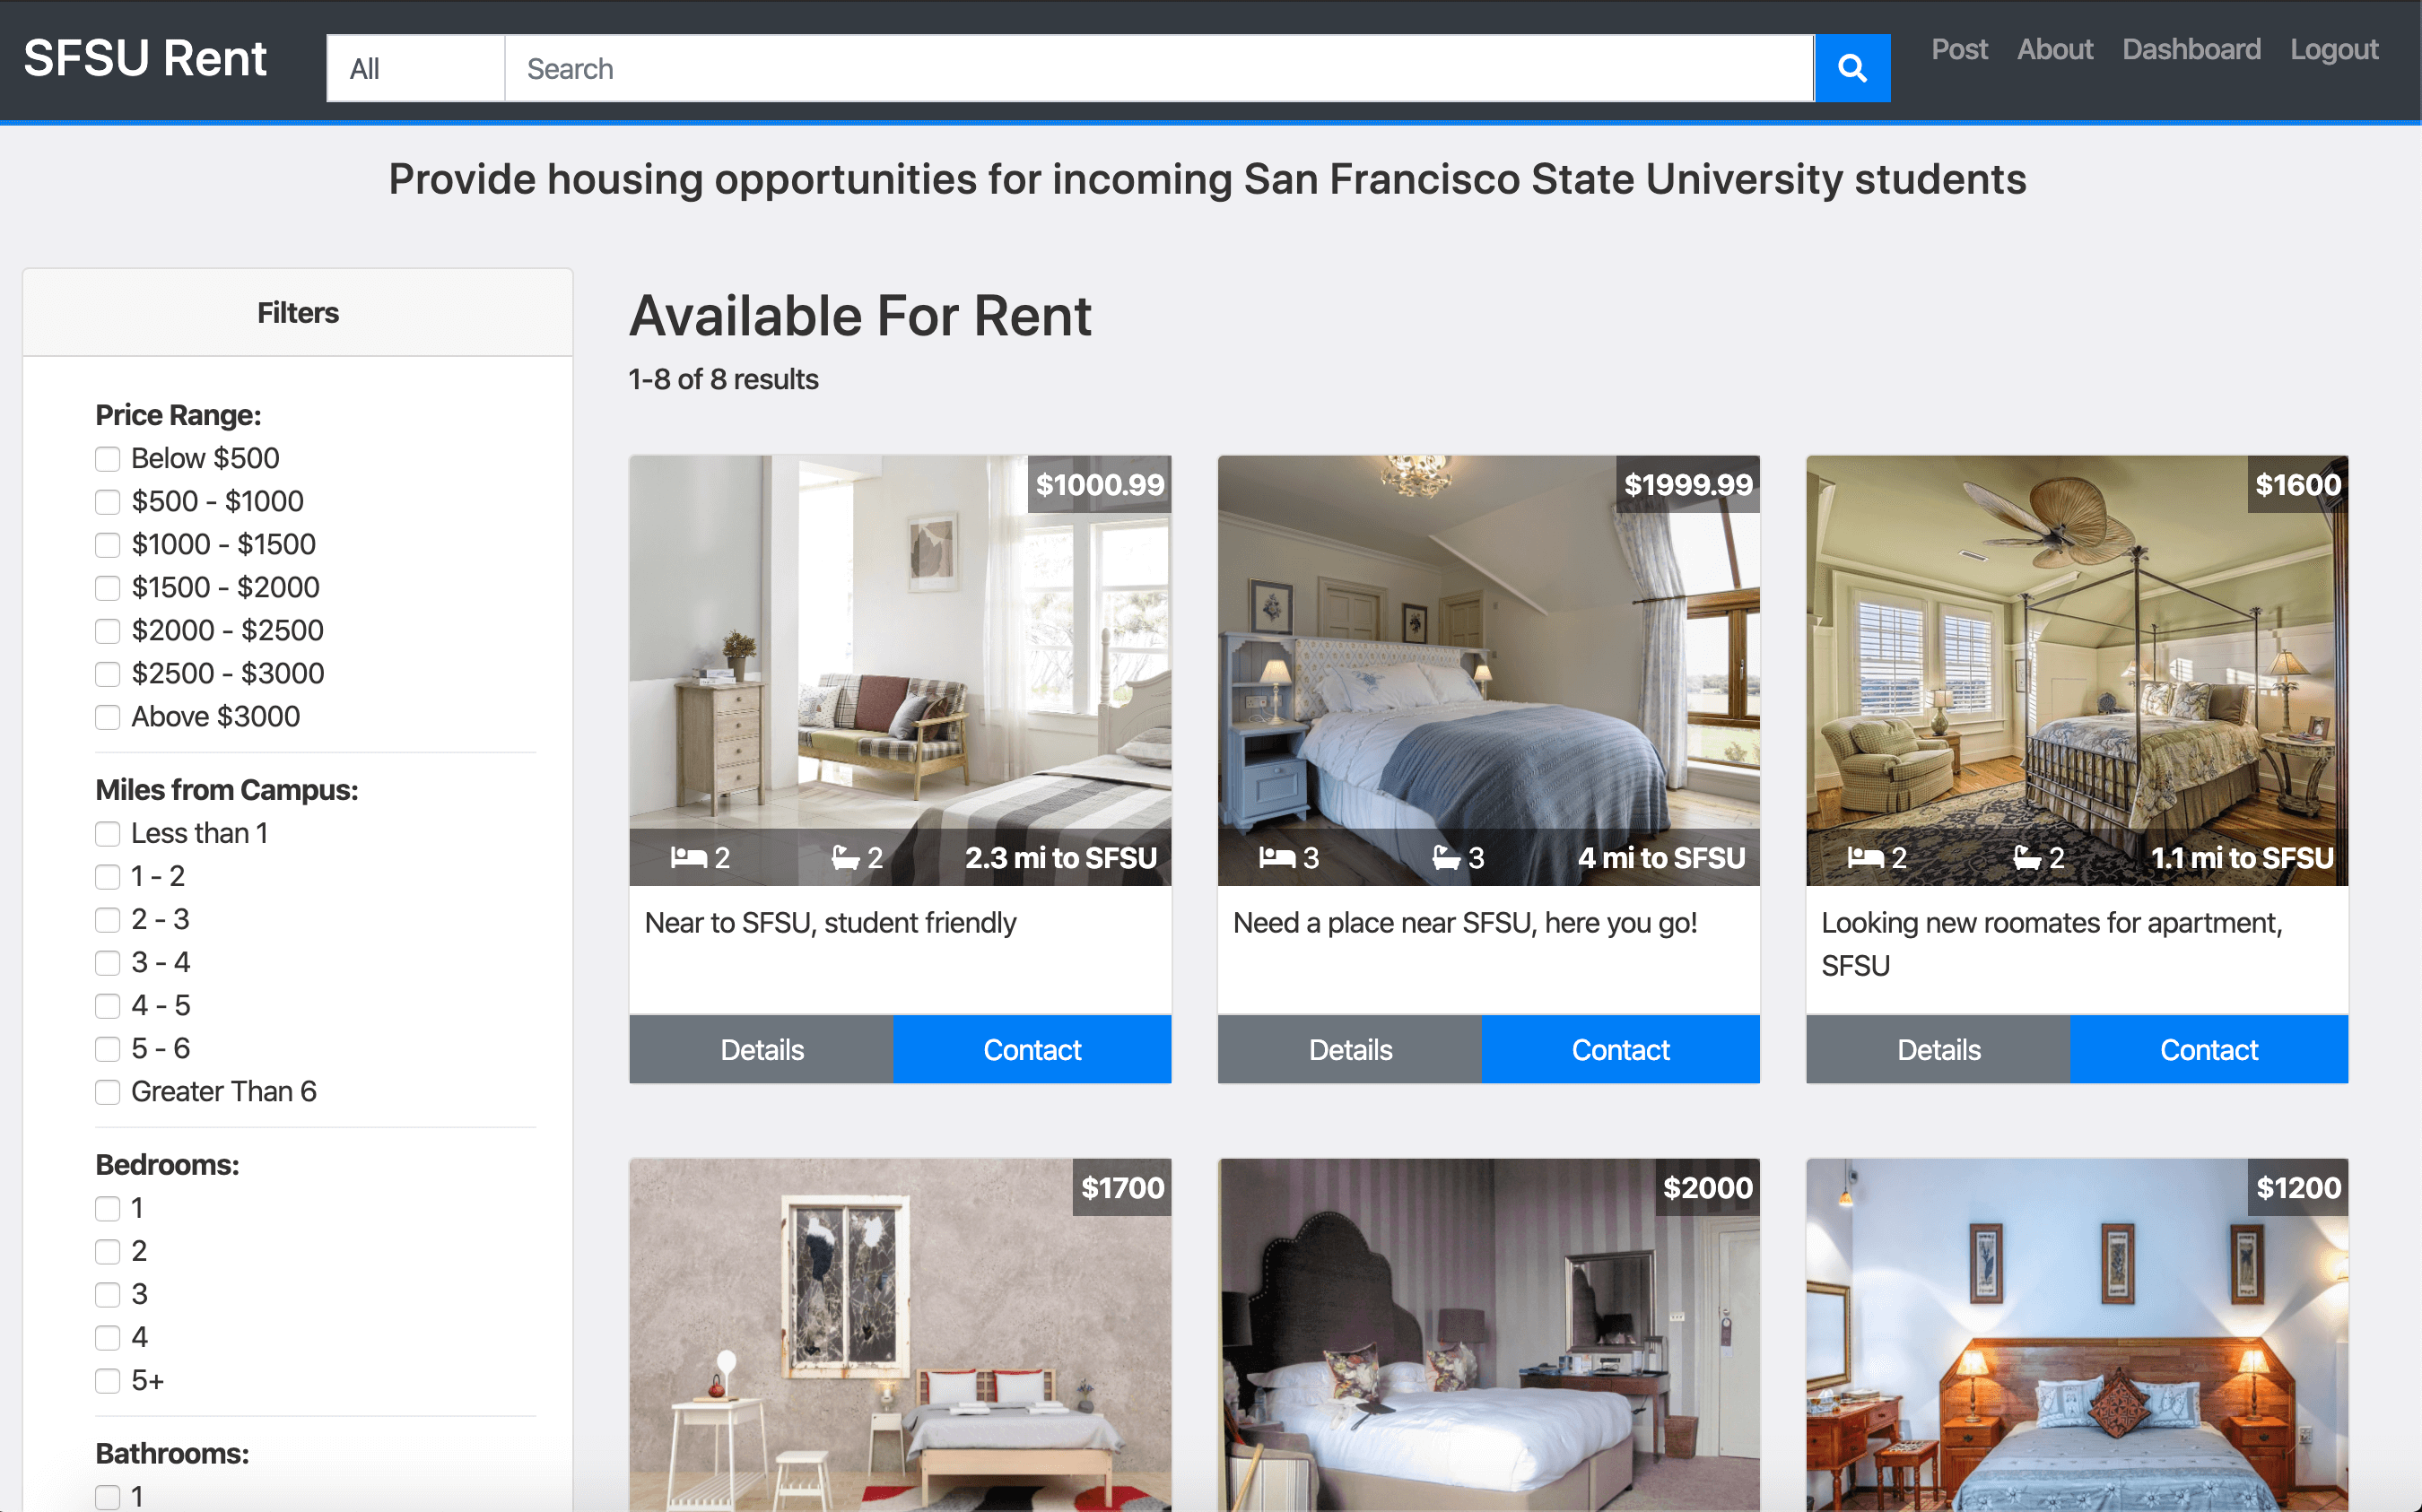 SFSU Rent
All
Search
Post
About
Dashboard
Logout
Provide housing opportunities for incoming San Francisco State University students
Filters
Price Range:
Below $500
$500 - $1000
$1000 - $1500
$1500 - $2000
$2000 - $2500
$2500 - $3000
Above $3000
Miles from Campus:
Less than 1
1 - 2
2 - 3
3 - 4
4 - 5
5 - 6
Greater Than 6
Bedrooms:
1
2
3
4
5+
Bathrooms:
1
Available For Rent
1-8 of 8 results
$1000.99
2
2
2.3 mi to SFSU
Near to SFSU, student friendly
Details
Contact
$1999.99
3
3
4 mi to SFSU
Need a place near SFSU, here you go!
Details
Contact
$1600
2
2
1.1 mi to SFSU
Looking new roomates for apartment,
SFSU
Details
Contact
$1700
$2000
$1200